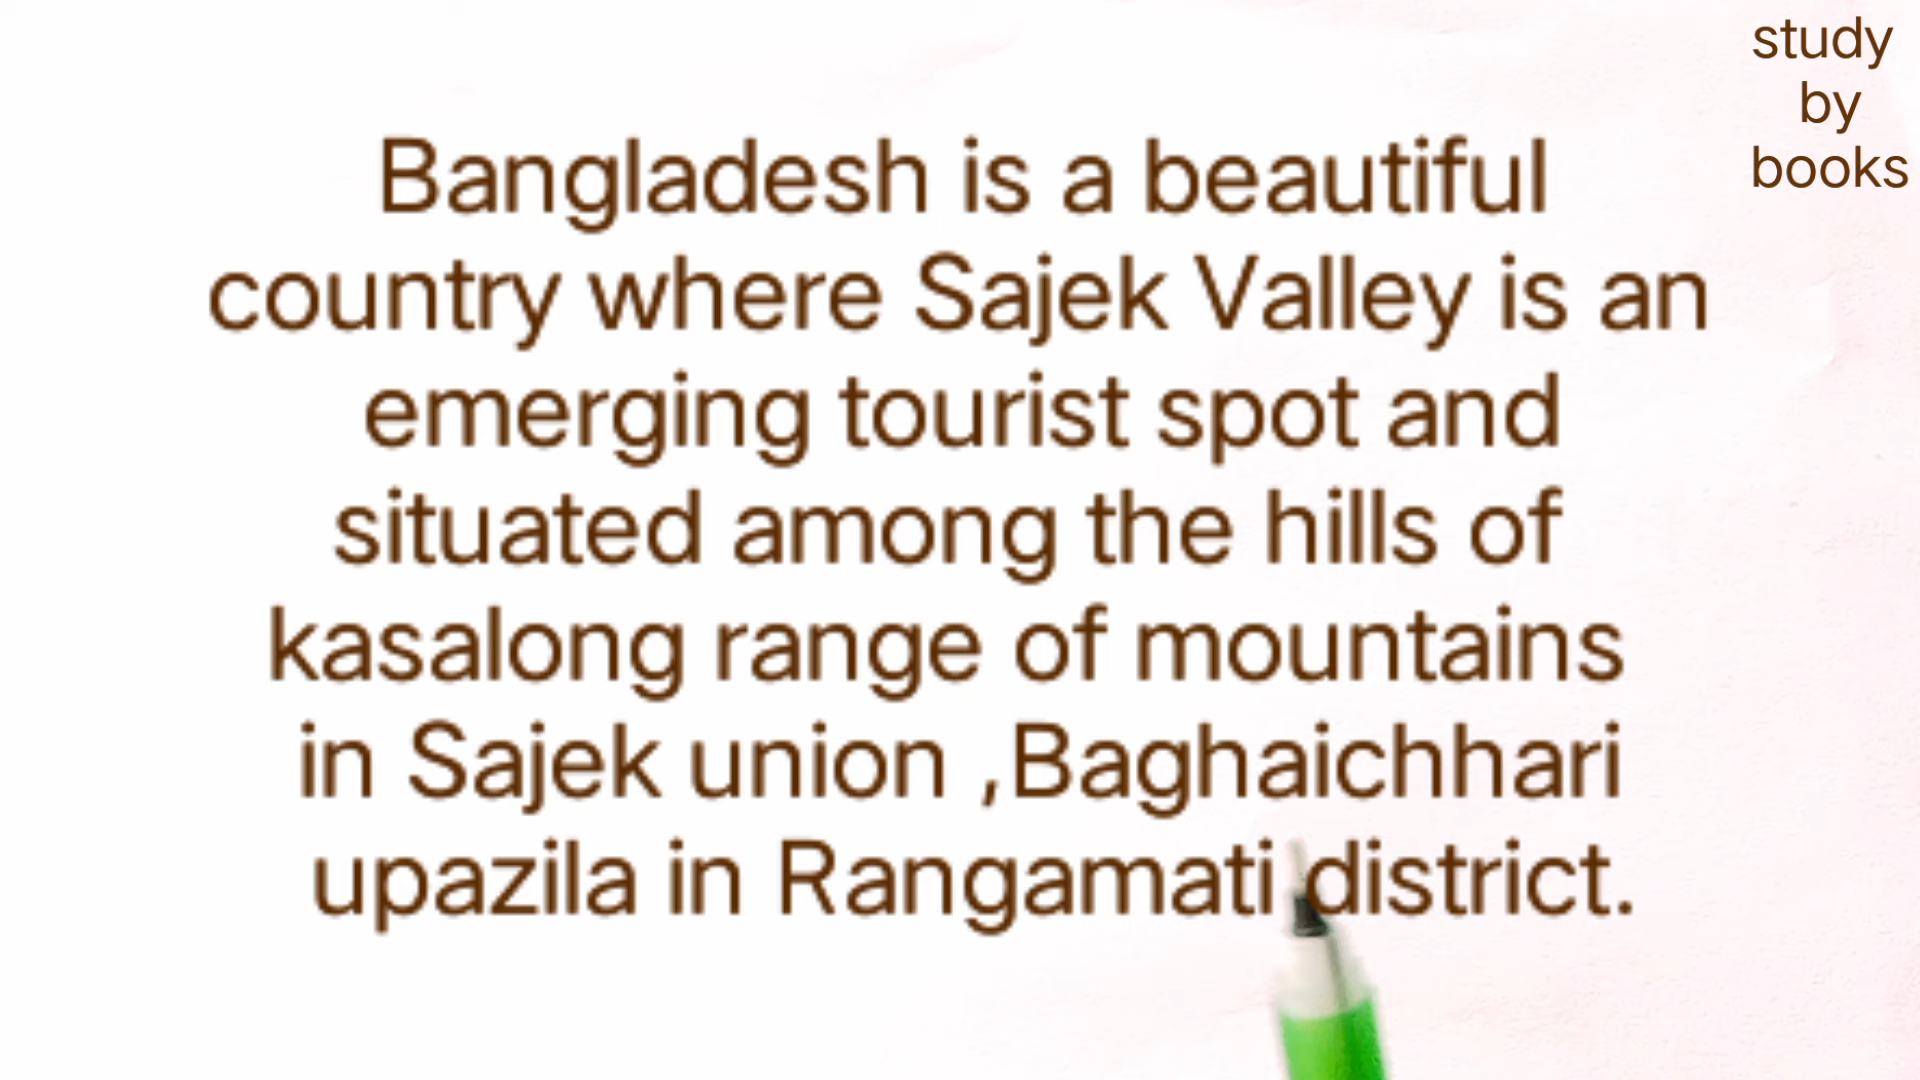 study
by
books
Bangladesh is a beautiful
country where Sajek Valley is an
emerging tourist spot and
situated among the hills of
kasalong range of mountains
in Sajek union ,Baghaichhari
upazila in Rangamati district.